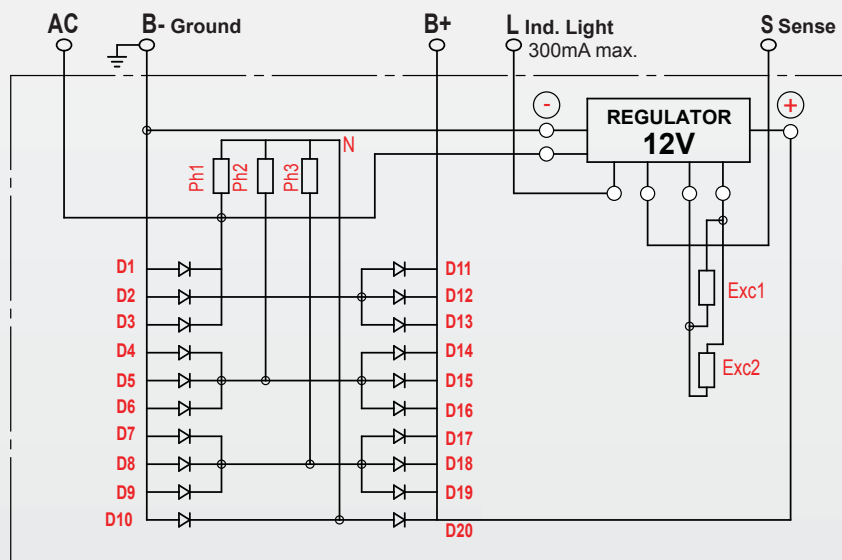 AC
B- Ground
B+
L Ind. Light
300mA max.
S Sense
-
+
REGULATOR
12V
N
Ph1
Ph2
Ph3
D1
D11
D2
D12
D3
D13
D4
D14
D5
D15
D6
D16
D7
D17
D8
D18
D9
D19
D10
D20
Exc1
Exc2